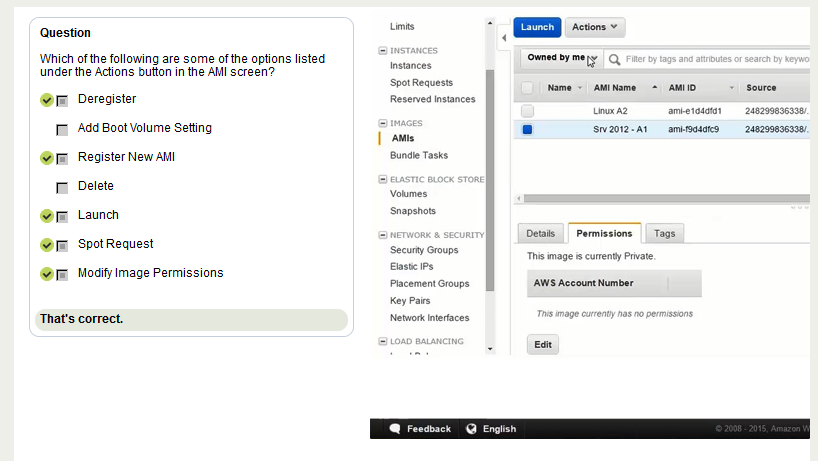 Question
Which of the following are some of the options listed
under the Actions button in the AMI screen?
Deregister
Add Boot Volume Setting
Register New AMI
Delete
Launch
Spot Request
Modify Image Permissions
That's correct.
Limits
INSTANCES
Instances
Spot Requests
Reserved Instances
IMAGES
AMIs
Bundle Tasks
ELASTIC BLOCK STORE
Volumes
Snapshots
NETWORK & SECURITY
Security Groups
Elastic IPs
Placement Groups
Key Pairs
Network Interfaces
LOAD BALANCING
Launch Actions
Owned by me Filter by tags and attributes or search by keywo
Name AMI Name AMI ID Source
Linux A2 ami-e1d4dfd1 248299836338/.
Srv 2012 - A1 ami-f9d4dfc9 248299836338/.
Details Permissions Tags
This image is currently Private.
AWS Account Number
This image currently has no permissions
Edit
Feedback English © 2008 - 2015, Amazon W